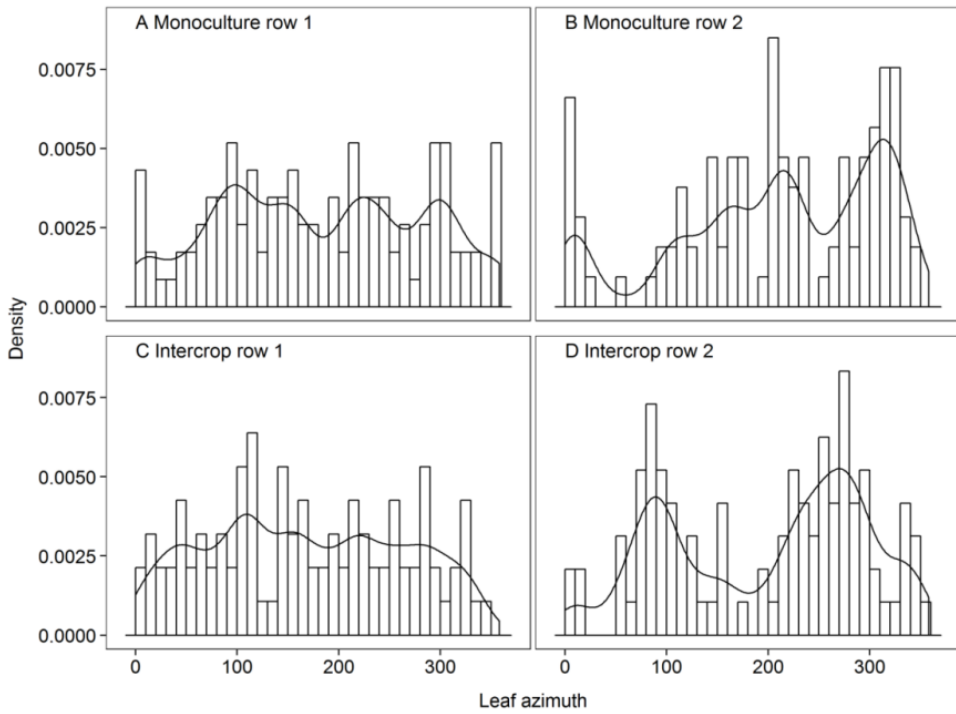 A Monoculture row 1
B Monoculture row 2
0.0075
0.0050
0.0025
0.0000
Density
C Intercrop row 1
D Intercrop row 2
0.0075
0.0050
0.0025
0.0000
0 100 200 300
0 100 200 300
Leaf azimuth